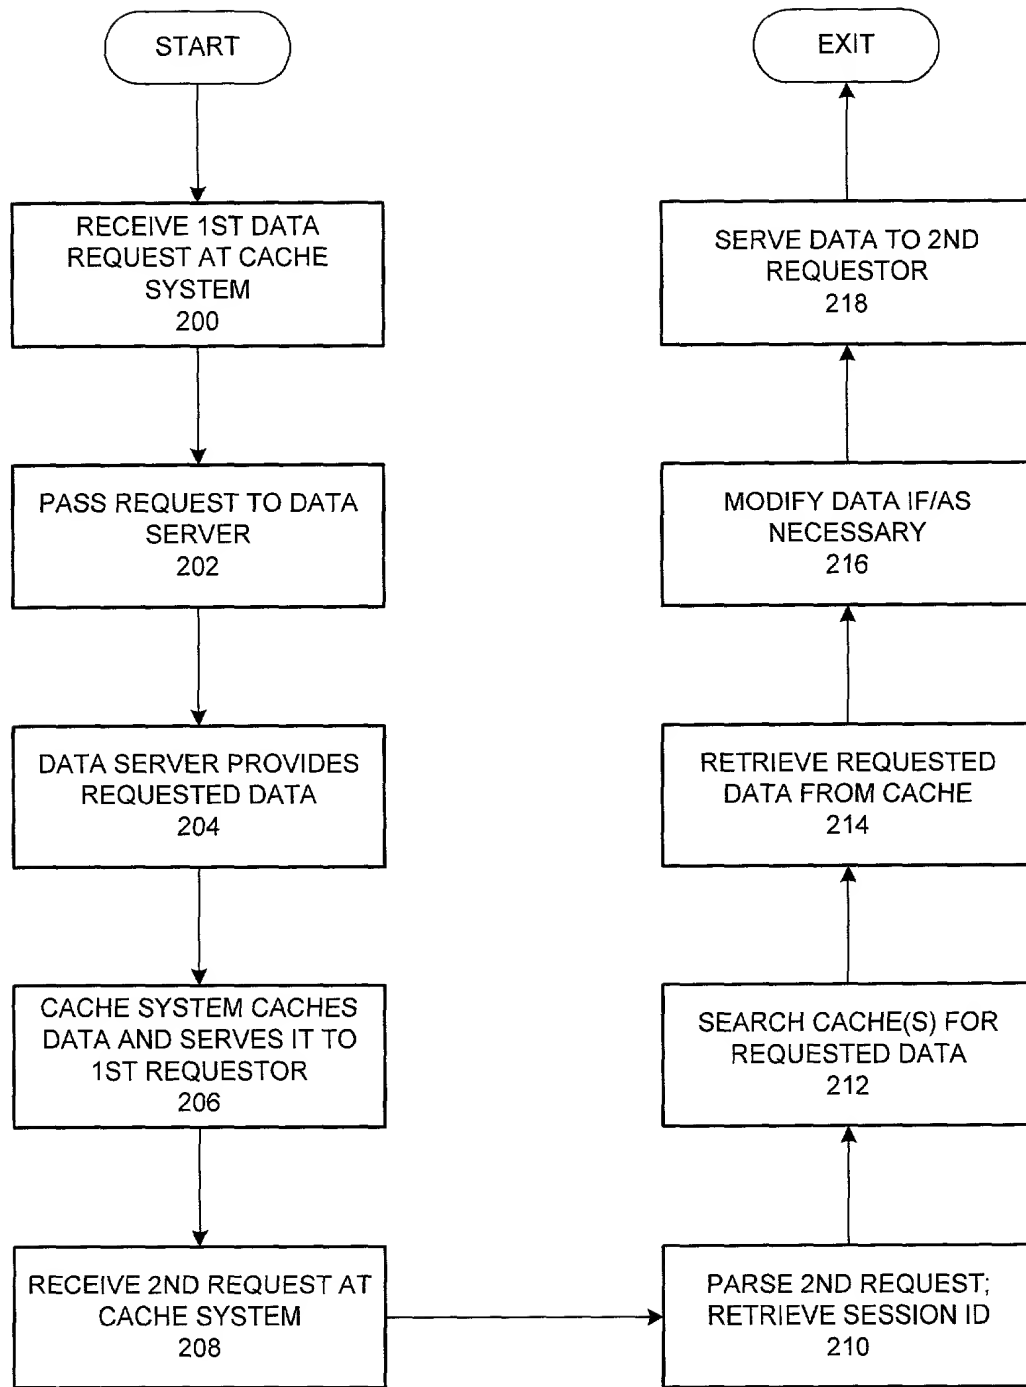 START
RECEIVE 1ST DATA
REQUEST AT CACHE
SYSTEM
200
PASS REQUEST TO DATA
SERVER
202
DATA SERVER PROVIDES
REQUESTED DATA
204
CACHE SYSTEM CACHES
DATA AND SERVES IT TO
1ST REQUESTOR
206
RECEIVE 2ND REQUEST AT
CACHE SYSTEM
208
PARSE 2ND REQUEST;
RETRIEVE SESSION ID
210
SEARCH CACHE(S) FOR
REQUESTED DATA
212
RETRIEVE REQUESTED
DATA FROM CACHE
214
MODIFY DATA IF/AS
NECESSARY
216
SERVE DATA TO 2ND
REQUESTOR
218
EXIT